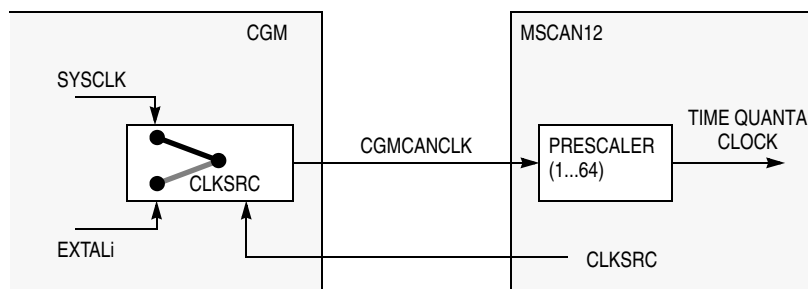 CGM
MSCAN12
SYSCLK
CLKSRC
EXTALi
CGMCANCLK
PRESCALER
(1...64)
TIME QUANTA
CLOCK
CLKSRC